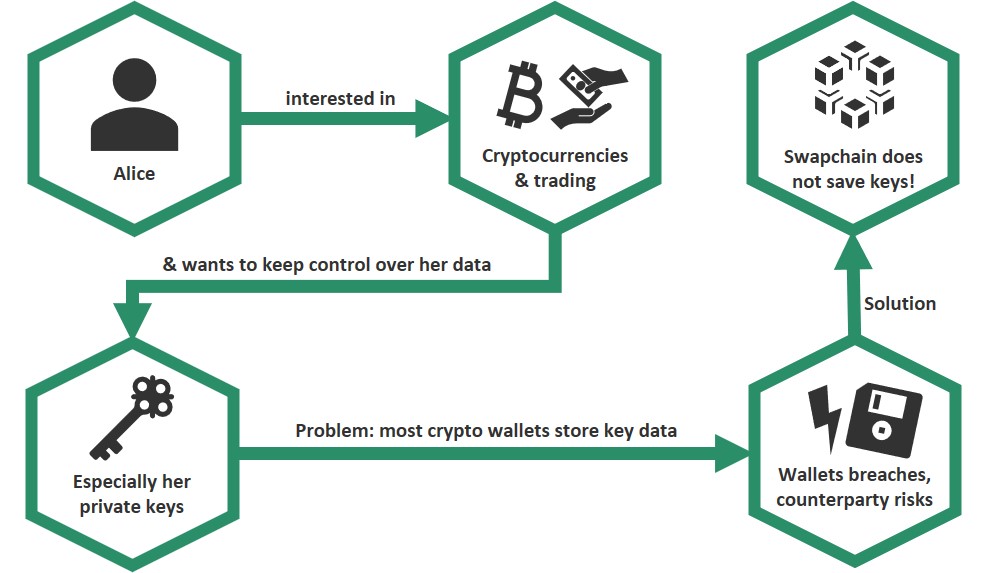 Alice
interested in
Cryptocurrencies
& trading
& wants to keep control over her data
Especially her
private keys
Problem: most crypto wallets store key data
Wallets breaches,
counterparty risks
Solution
Swapchain does
not save keys!